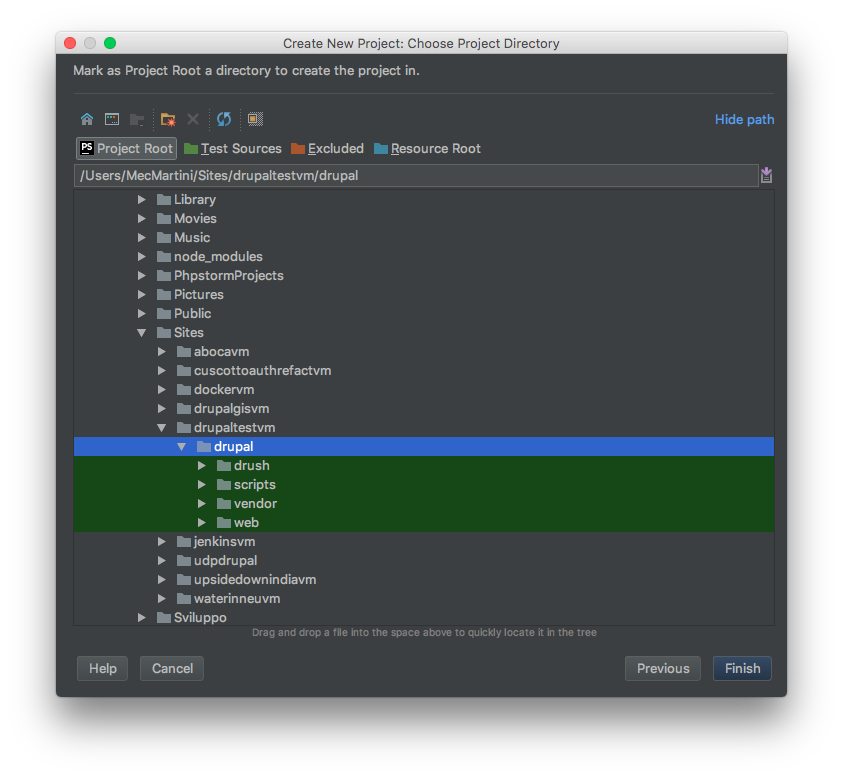 Create New Project: Choose Project Directory
Mark as Project Root a directory to create the project in.
Hide path
PS Project Root Test Sources Excluded Resource Root
/Users/MecMartini/Sites/drupaltestvm/drupal
Library
Movies
Music
node_modules
PhpstormProjects
Pictures
Public
Sites
abocavm
cuscottoauthrefactvm
dockervm
drupalgisvm
drupaltestvm
drupal
drush
scripts
vendor
web
jenkinsvm
udpdrupal
upsidedownindiavm
waterinneuvm
Sviluppo
Drag and drop a file into the space above to quickly locate it in the tree
Help Cancel Previous Finish